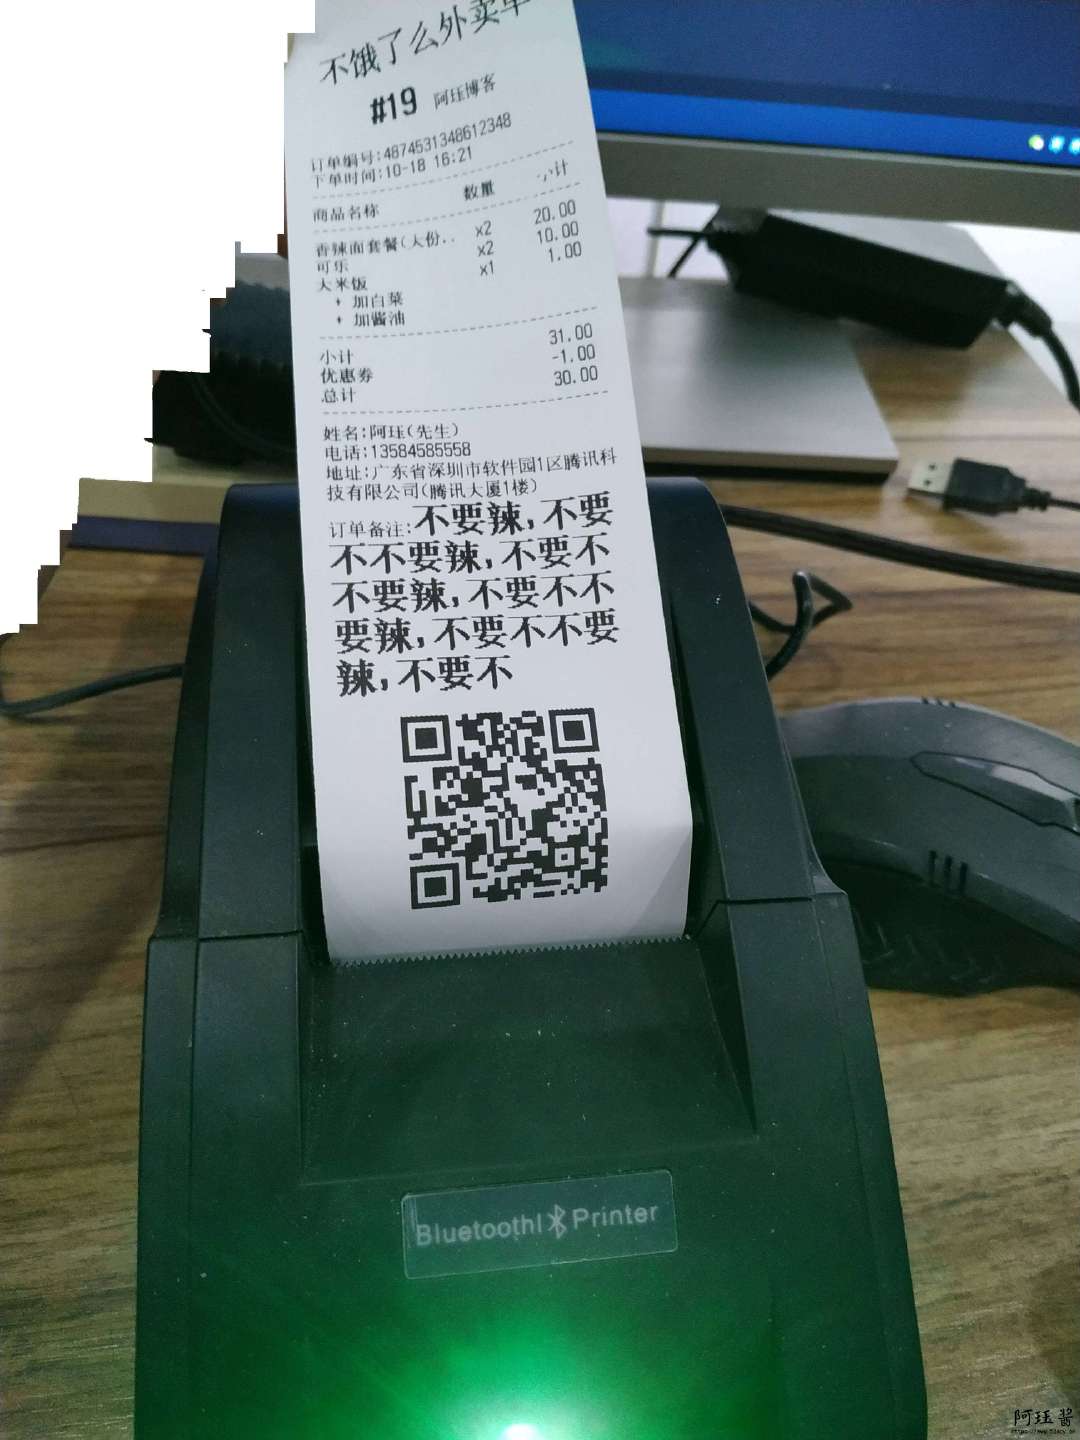 不饿了么外卖单
#19 阿珏博客
订单编号:4874531348612348
下单时间:10-18 16:21
商品名称 数量 小计
香辣面套餐(大份.. x2 20.00
可乐 x2 10.00
大米饭 x1 1.00
+ 加白菜
+ 加酱油
小计 31.00
优惠券 -1.00
总计 30.00
姓名:阿珏(先生)
电话:13584585558
地址:广东省深圳市软件园1区腾讯科
技有限公司(腾讯大厦1楼)
订单备注:不要辣,不要
不不要辣,不要不
不要辣,不要不不
要辣,不要不不要
辣,不要不
Bluetooth Printer
阿珏酱